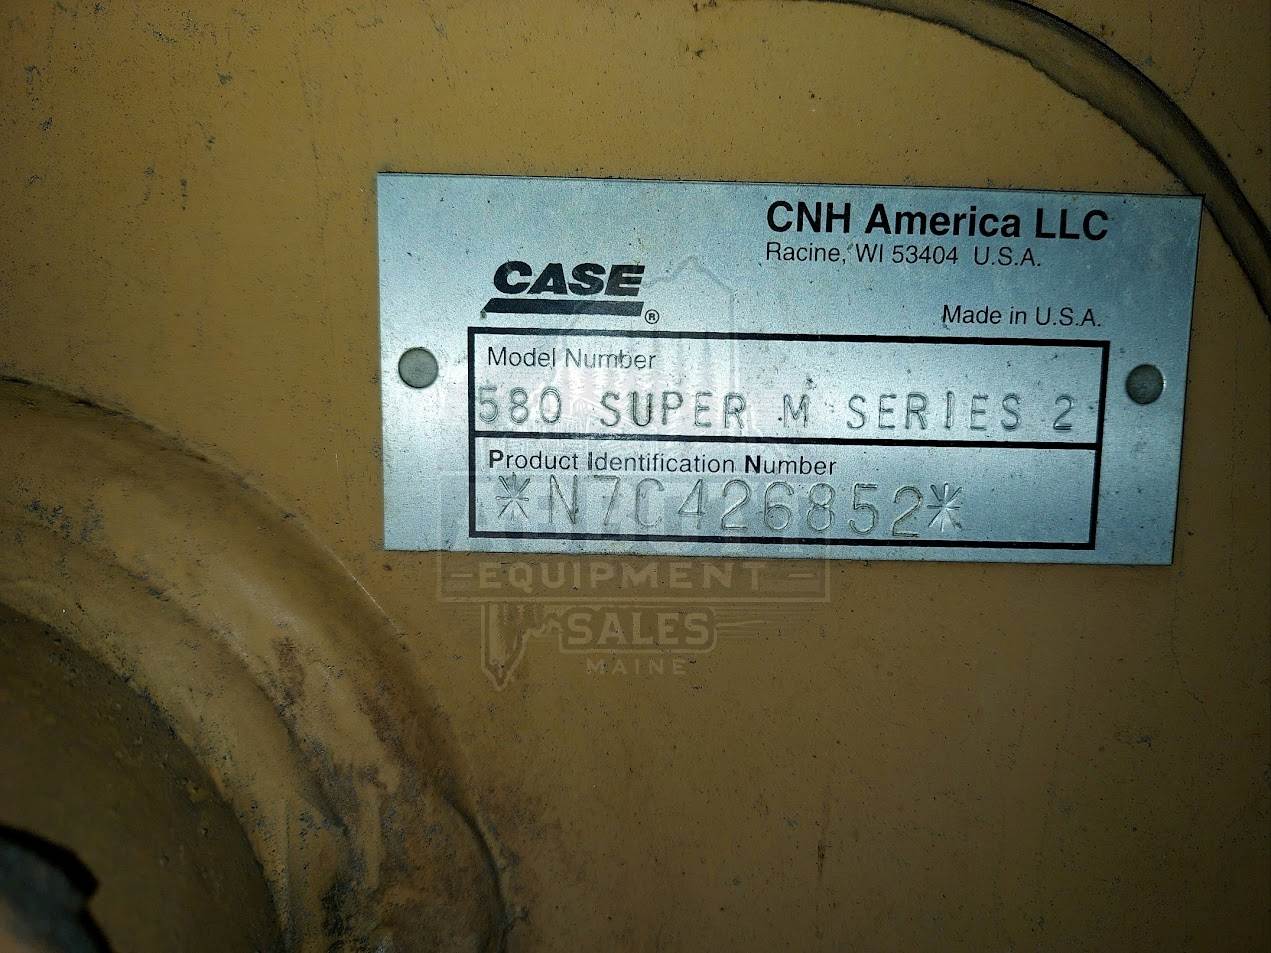 CNH America LLC
Racine, WI 53404 U.S.A.
CASE
®
Made in U.S.A.
Model Number
580 SUPER M SERIES 2
Product Identification Number
*N7C426852*
EQUIPMENT
SALES
MAINE